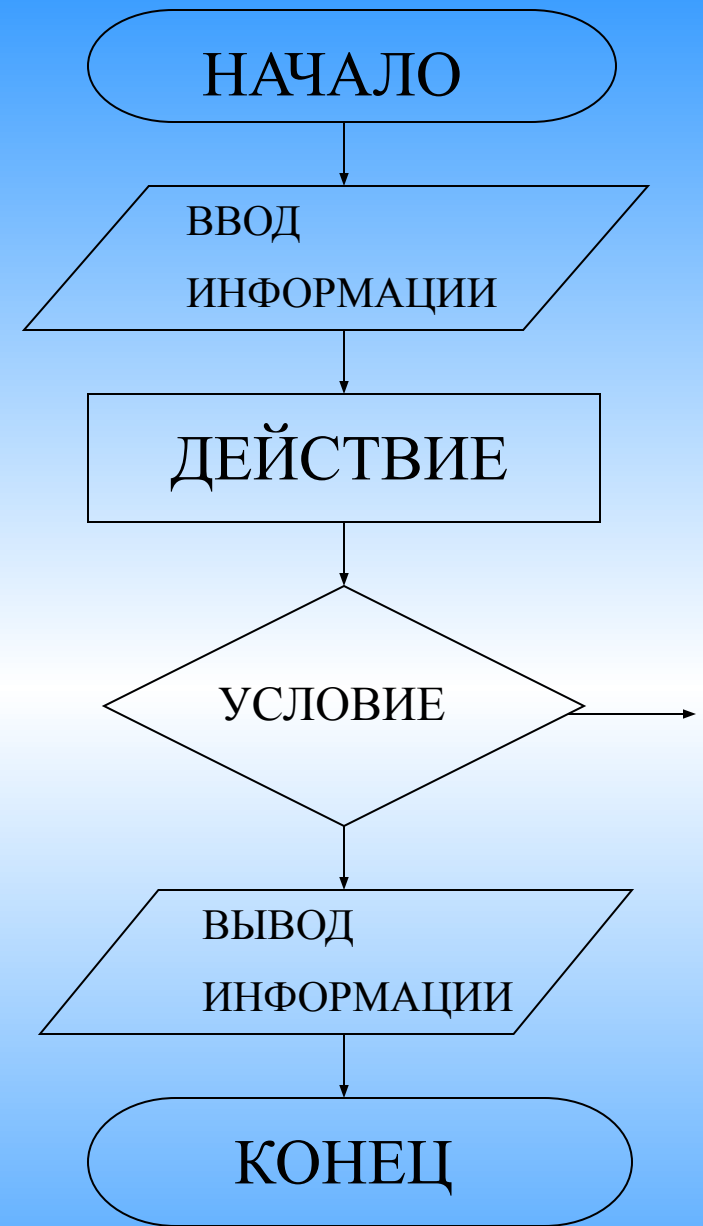 НАЧАЛО
ВВОД
ИНФОРМАЦИИ
ДЕЙСТВИЕ
УСЛОВИЕ
ВЫВОД
ИНФОРМАЦИИ
КОНЕЦ